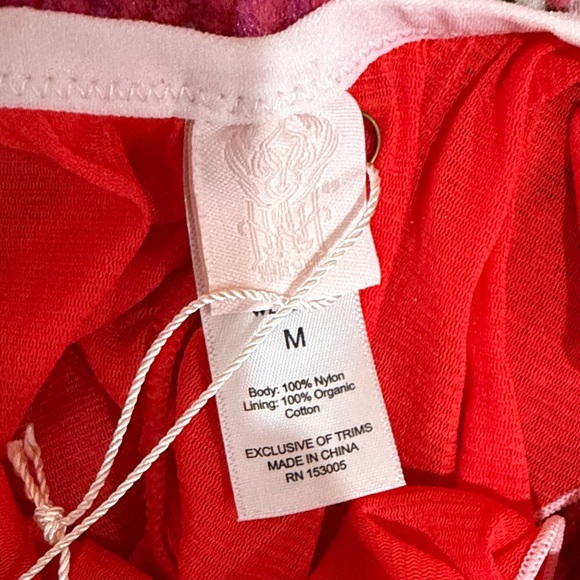 M
Body: 100% Nylon
Lining: 100% Organic
Cotton
EXCLUSIVE OF TRIMS
MADE IN CHINA
RN 153005